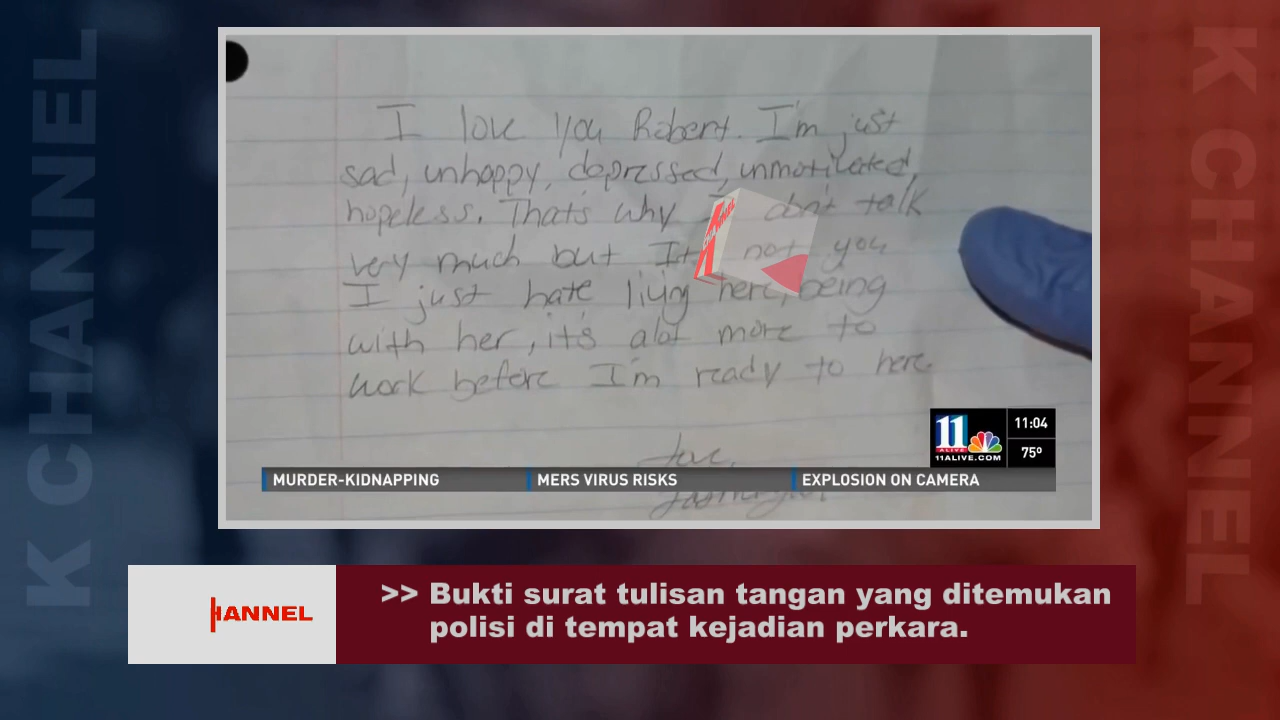 K CHANNEL
K CHANNEL
I love you Robert. I'm just
sad, unhappy, depressed, unmotivated,
hopeless. That's why I don't talk
very much but It not you
I just hate living here, being
with her, it's alot more to
work before I'm ready to here.
11
ALIVE
11ALIVE.COM
11:04
75°
MURDER-KIDNAPPING
MERS VIRUS RISKS
EXPLOSION ON CAMERA
HANNEL
>> Bukti surat tulisan tangan yang ditemukan
polisi di tempat kejadian perkara.